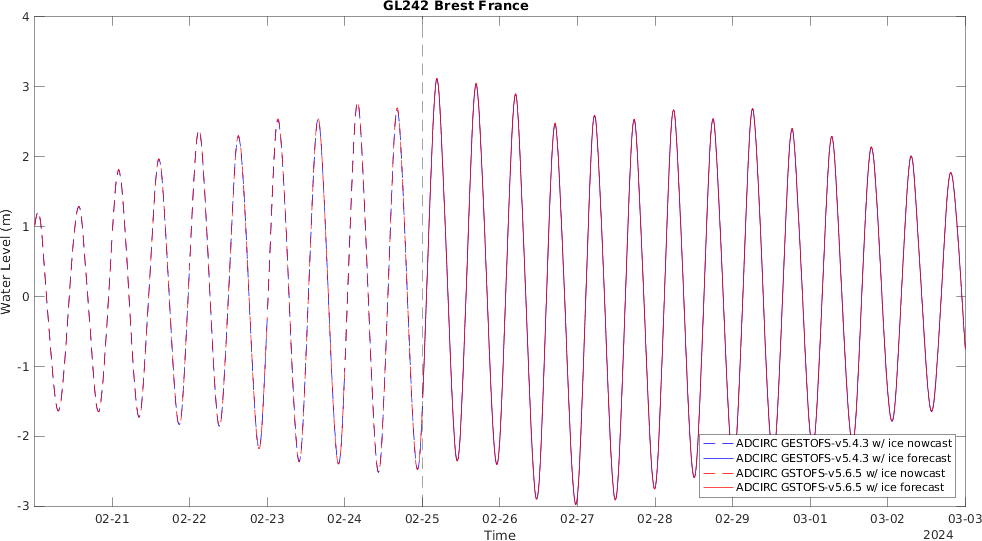 GL242 Brest France
4
3
2
1
0
-1
-2
-3
Water Level (m)
ADCIRC GESTOFS-v5.4.3 w/ ice nowcast
ADCIRC GESTOFS-v5.4.3 w/ ice forecast
ADCIRC GSTOFS-v5.6.5 w/ ice nowcast
ADCIRC GSTOFS-v5.6.5 w/ ice forecast
02-21 02-22 02-23 02-24 02-25 02-26 02-27 02-28 02-29 03-01 03-02 03-03
Time
2024